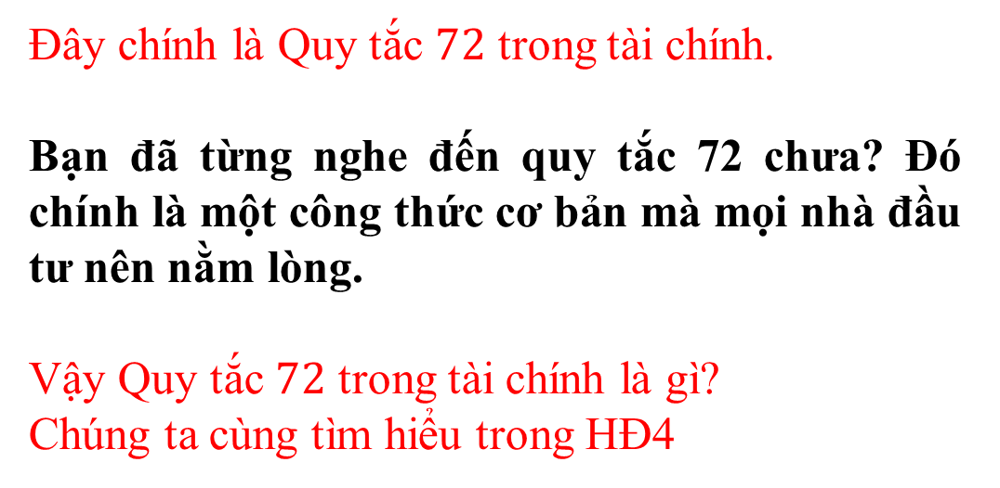 Đây chính là Quy tắc 72 trong tài chính.
Bạn đã từng nghe đến quy tắc 72 chưa? Đó
chính là một công thức cơ bản mà mọi nhà đầu
tư nên nằm lòng.
Vậy Quy tắc 72 trong tài chính là gì?
Chúng ta cùng tìm hiểu trong HĐ4